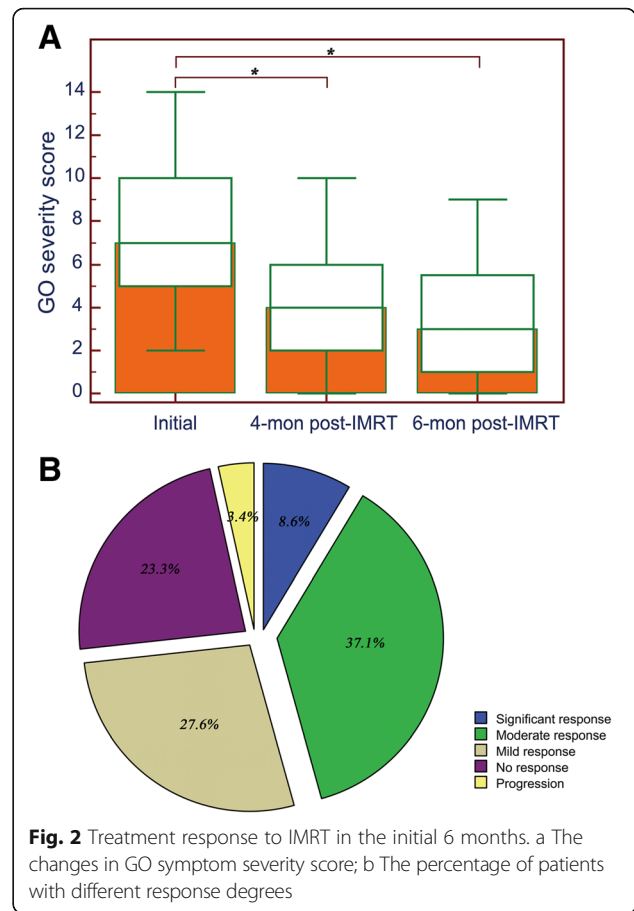 A
*
*
GO severity score
14
12
10
8
6
4
2
0
Initial 4-mon post-IMRT 6-mon post-IMRT
B
3.4%
8.6%
23.3%
37.1%
27.6%
Significant response
Moderate response
Mild response
No response
Progression
Fig. 2 Treatment response to IMRT in the initial 6 months. a The
changes in GO symptom severity score; b The percentage of patients
with different response degrees